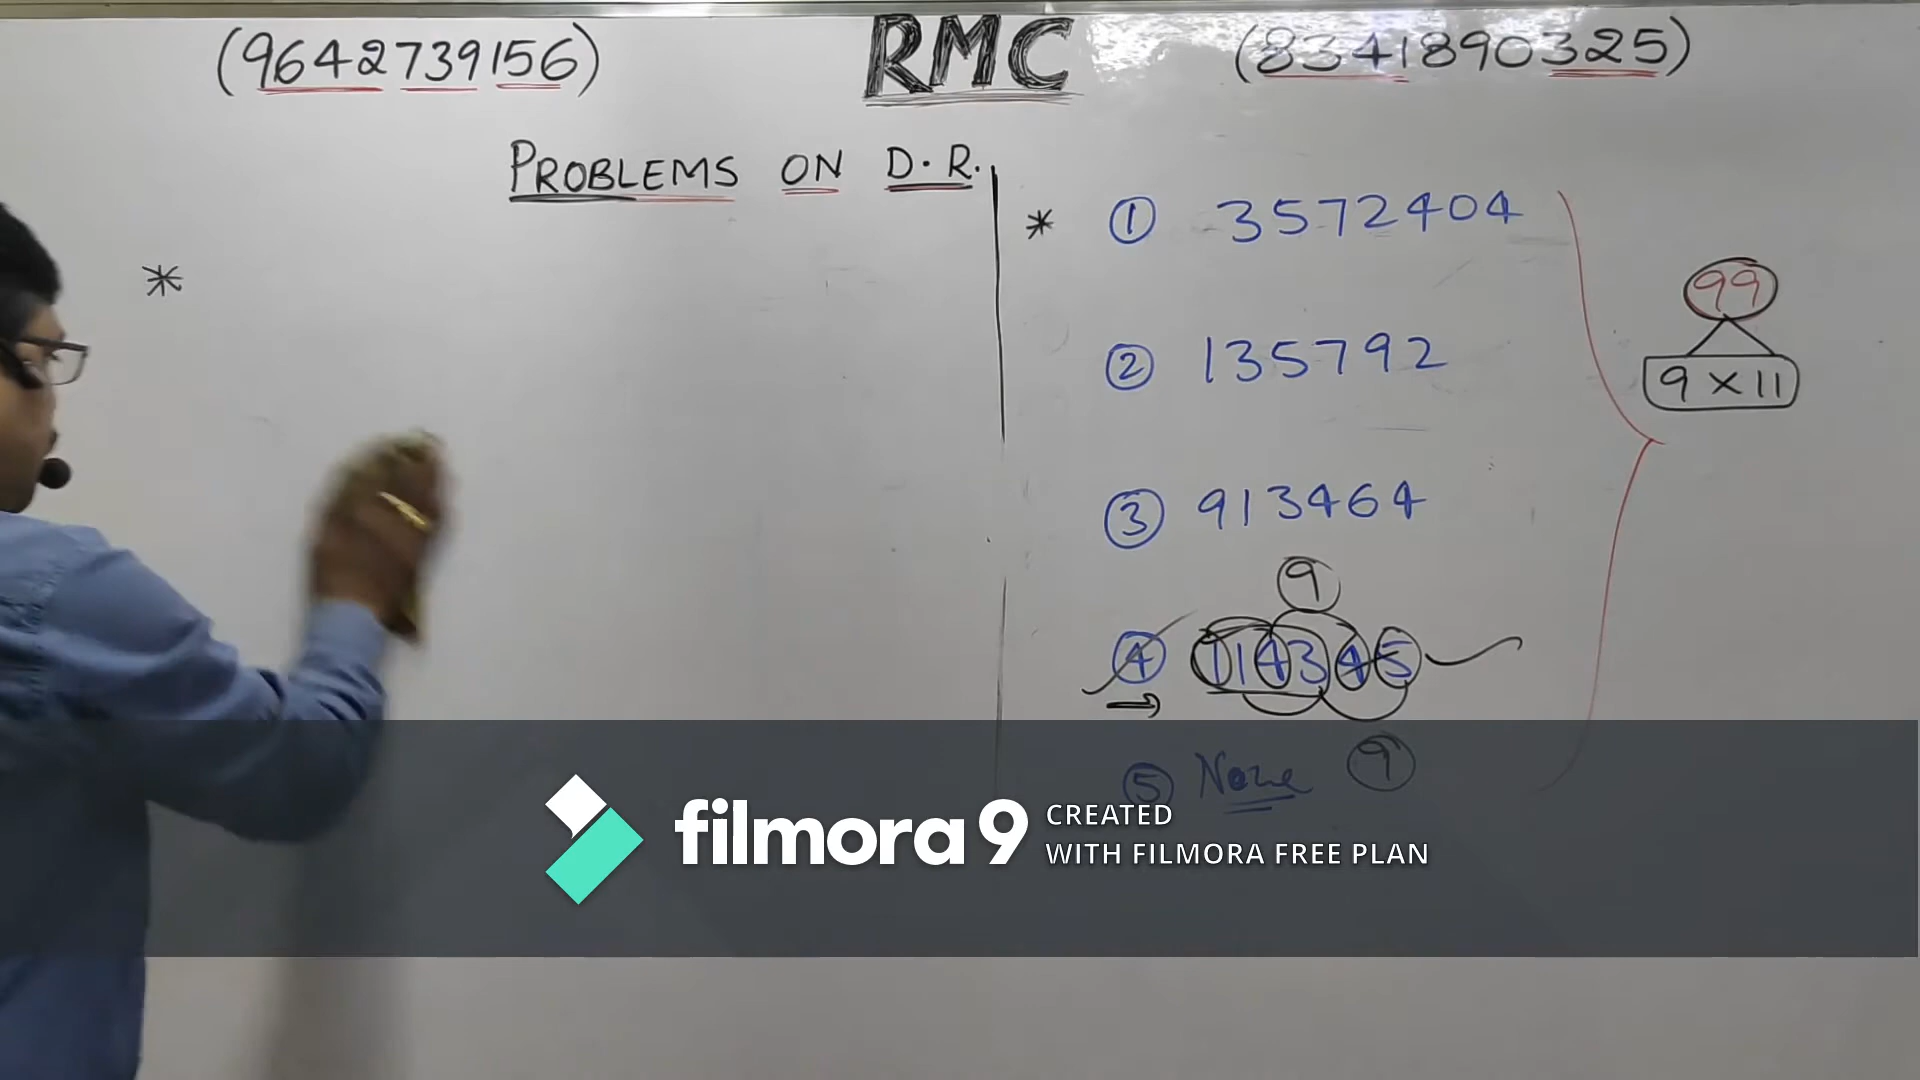 (9642739156) RMC (8341890325)
PROBLEMS ON D.R.
*
* ① 3572404
② 135792
③ 913464
9
④ 114345
→
⑤ None 9
99
9 × 11
filmora 9 CREATED
WITH FILMORA FREE PLAN